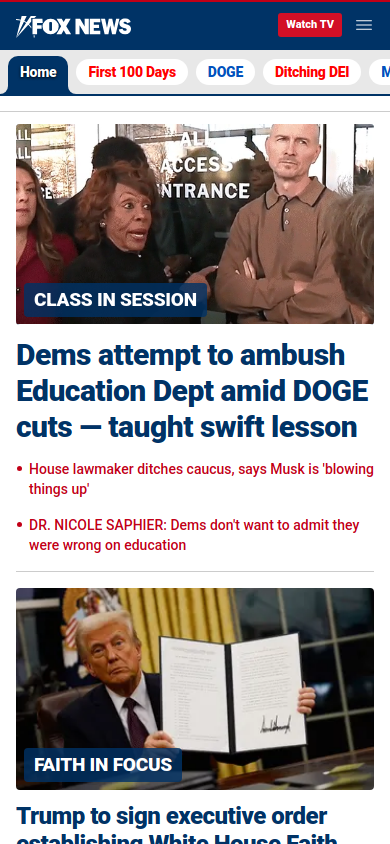 FOX NEWS
Watch TV
Home
First 100 Days
DOGE
Ditching DEI
ALL
ALL
ACCESS
ENTRANCE
CLASS IN SESSION
Dems attempt to ambush
Education Dept amid DOGE
cuts — taught swift lesson
House lawmaker ditches caucus, says Musk is 'blowing
things up'
DR. NICOLE SAPHIER: Dems don't want to admit they
were wrong on education
FAITH IN FOCUS
Trump to sign executive order
establishing White House Faith